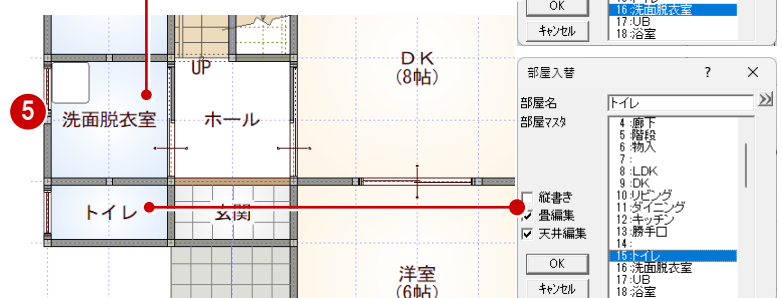 OK
キャンセル
16:洗面脱衣室
17:UB
18:浴室
UP
DK
(8帖)
5
洗面脱衣室
ホール
トイレ
玄関
洋室
(6帖)
部屋入替
?
×
部屋名
トイレ
部屋マスタ
4:廊下
5:階段
6:物入
7:
8:LDK
9:DK
10:リビング
11:ダイニング
12:キッチン
13:勝手口
14:
15:トイレ
16:洗面脱衣室
17:UB
18:浴室
縦書き
畳編集
天井編集
OK
キャンセル